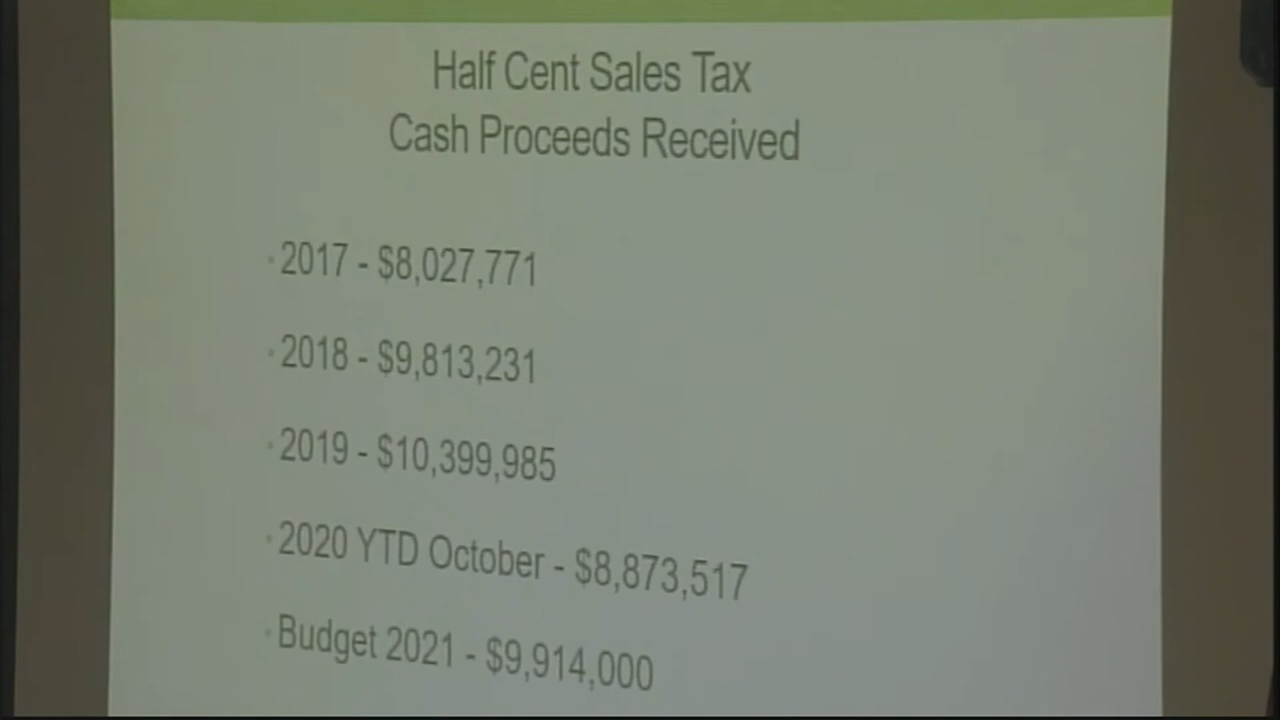 Half Cent Sales Tax
Cash Proceeds Received
· 2017 - $8,027,771
· 2018 - $9,813,231
· 2019 - $10,399,985
· 2020 YTD October - $8,873,517
· Budget 2021 - $9,914,000